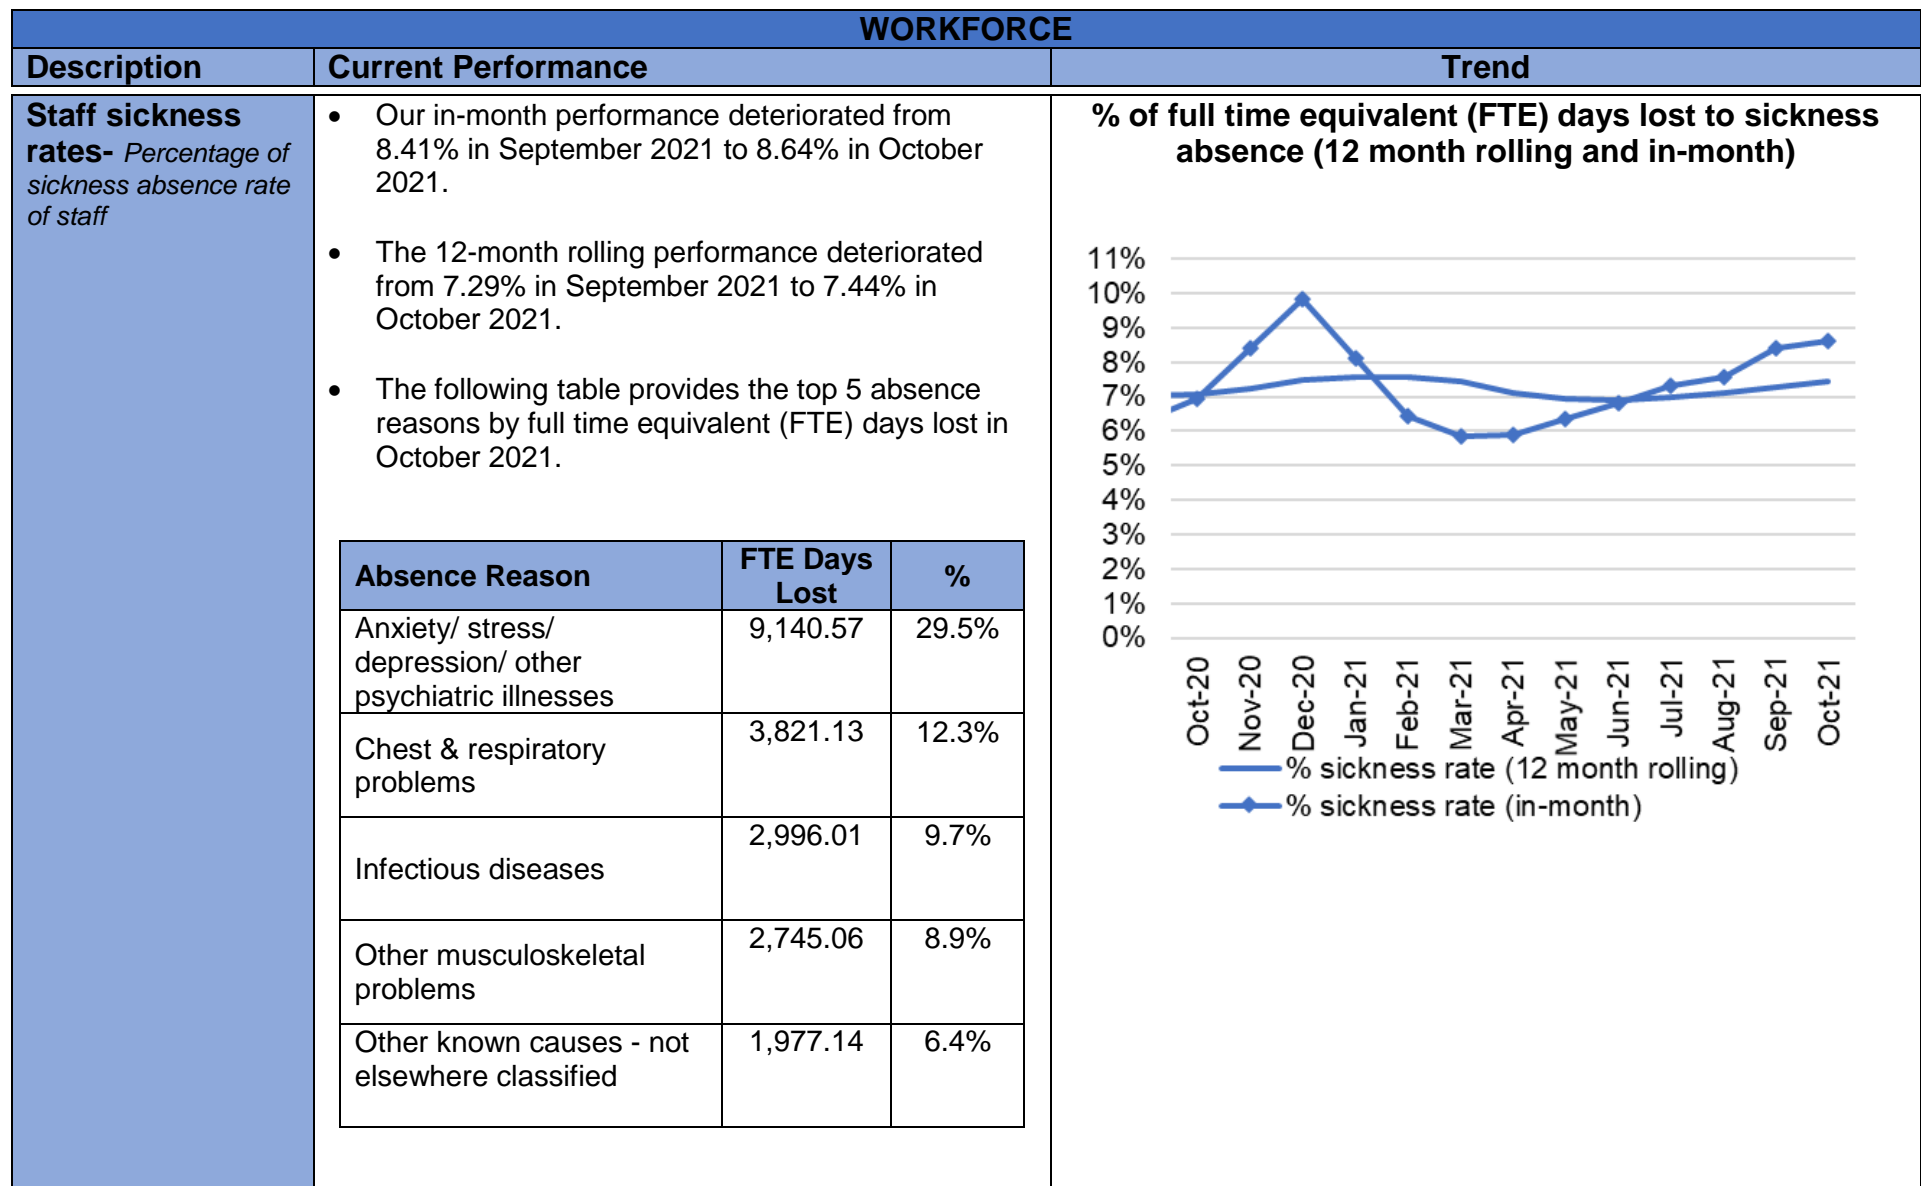 WORKFORCE
Description
Current Performance
Trend
Staff sickness
rates- Percentage of
sickness absence rate
of staff
• Our in-month performance deteriorated from
8.41% in September 2021 to 8.64% in October
2021.
• The 12-month rolling performance deteriorated
from 7.29% in September 2021 to 7.44% in
October 2021.
• The following table provides the top 5 absence
reasons by full time equivalent (FTE) days lost in
October 2021.
Absence Reason
FTE Days
Lost
%
Anxiety/ stress/
depression/ other
psychiatric illnesses
9,140.57
29.5%
Chest & respiratory
problems
3,821.13
12.3%
Infectious diseases
2,996.01
9.7%
Other musculoskeletal
problems
2,745.06
8.9%
Other known causes - not
elsewhere classified
1,977.14
6.4%
% of full time equivalent (FTE) days lost to sickness
absence (12 month rolling and in-month)
11%
10%
9%
8%
7%
6%
5%
4%
3%
2%
1%
0%
Oct-20
Nov-20
Dec-20
Jan-21
Feb-21
Mar-21
Apr-21
May-21
Jun-21
Jul-21
Aug-21
Sep-21
Oct-21
% sickness rate (12 month rolling)
% sickness rate (in-month)